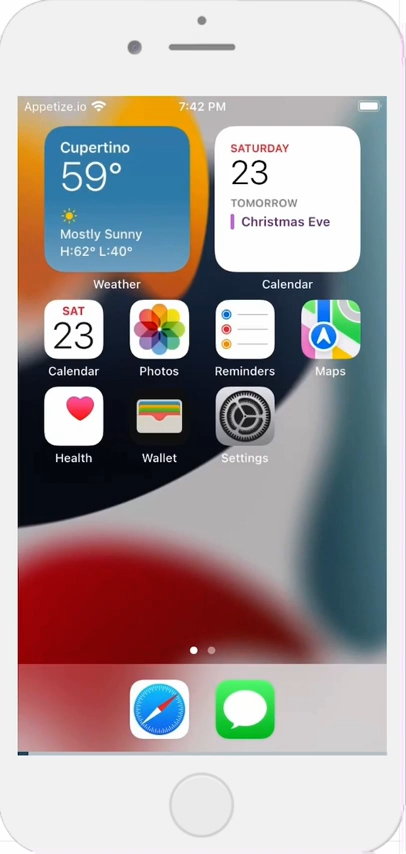 Appetize.io 7:42 PM
Cupertino
59°
Mostly Sunny
H:62° L:40°
Weather
SATURDAY
23
TOMORROW
Christmas Eve
Calendar
SAT
23
Calendar Photos Reminders Maps
Health Wallet Settings